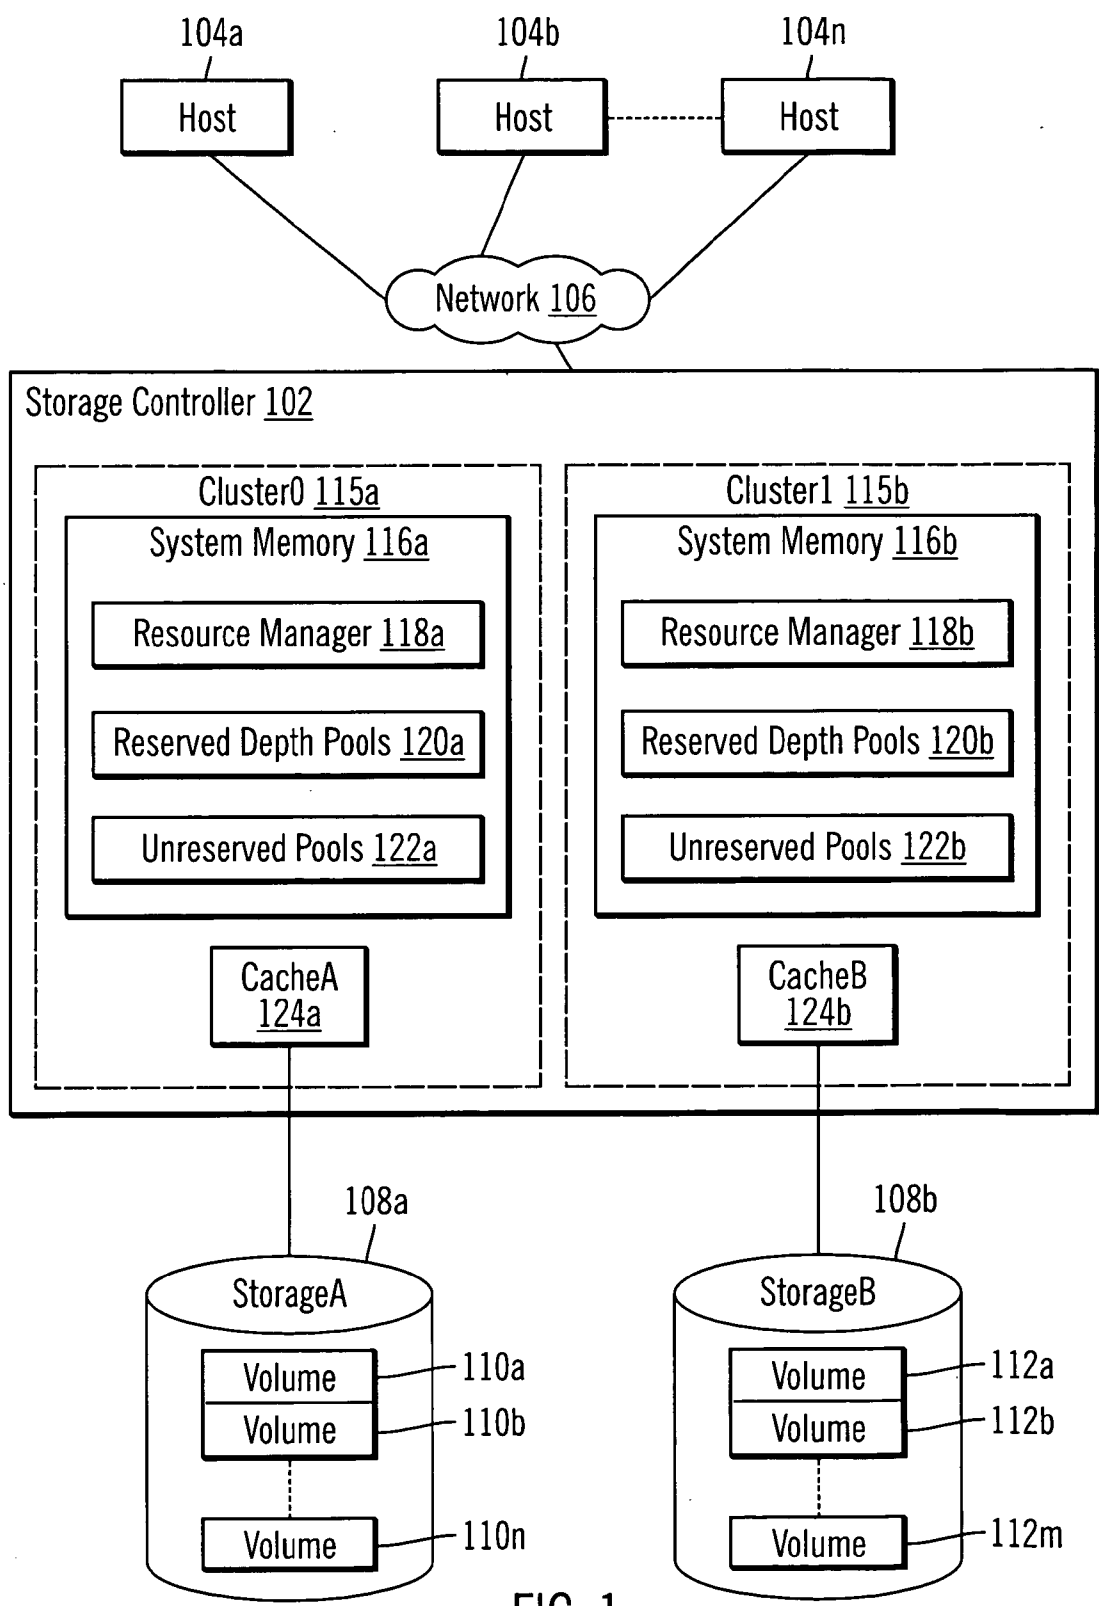 104a 104b 104n
Host Host Host
Network 106
Storage Controller 102
Cluster0 115a
System Memory 116a
Resource Manager 118a
Reserved Depth Pools 120a
Unreserved Pools 122a
CacheA
124a
Cluster1 115b
System Memory 116b
Resource Manager 118b
Reserved Depth Pools 120b
Unreserved Pools 122b
CacheB
124b
108a
StorageA
Volume 110a
Volume 110b
Volume 110n
108b
StorageB
Volume 112a
Volume 112b
Volume 112m
FIG. 1